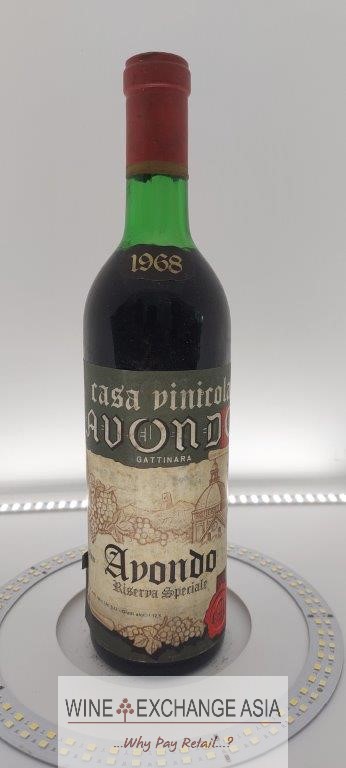 1968
casa vinicola
AVONDO
GATTINARA
Avondo
Riserva Speciale
WINE EXCHANGE ASIA
...Why Pay Retail...?